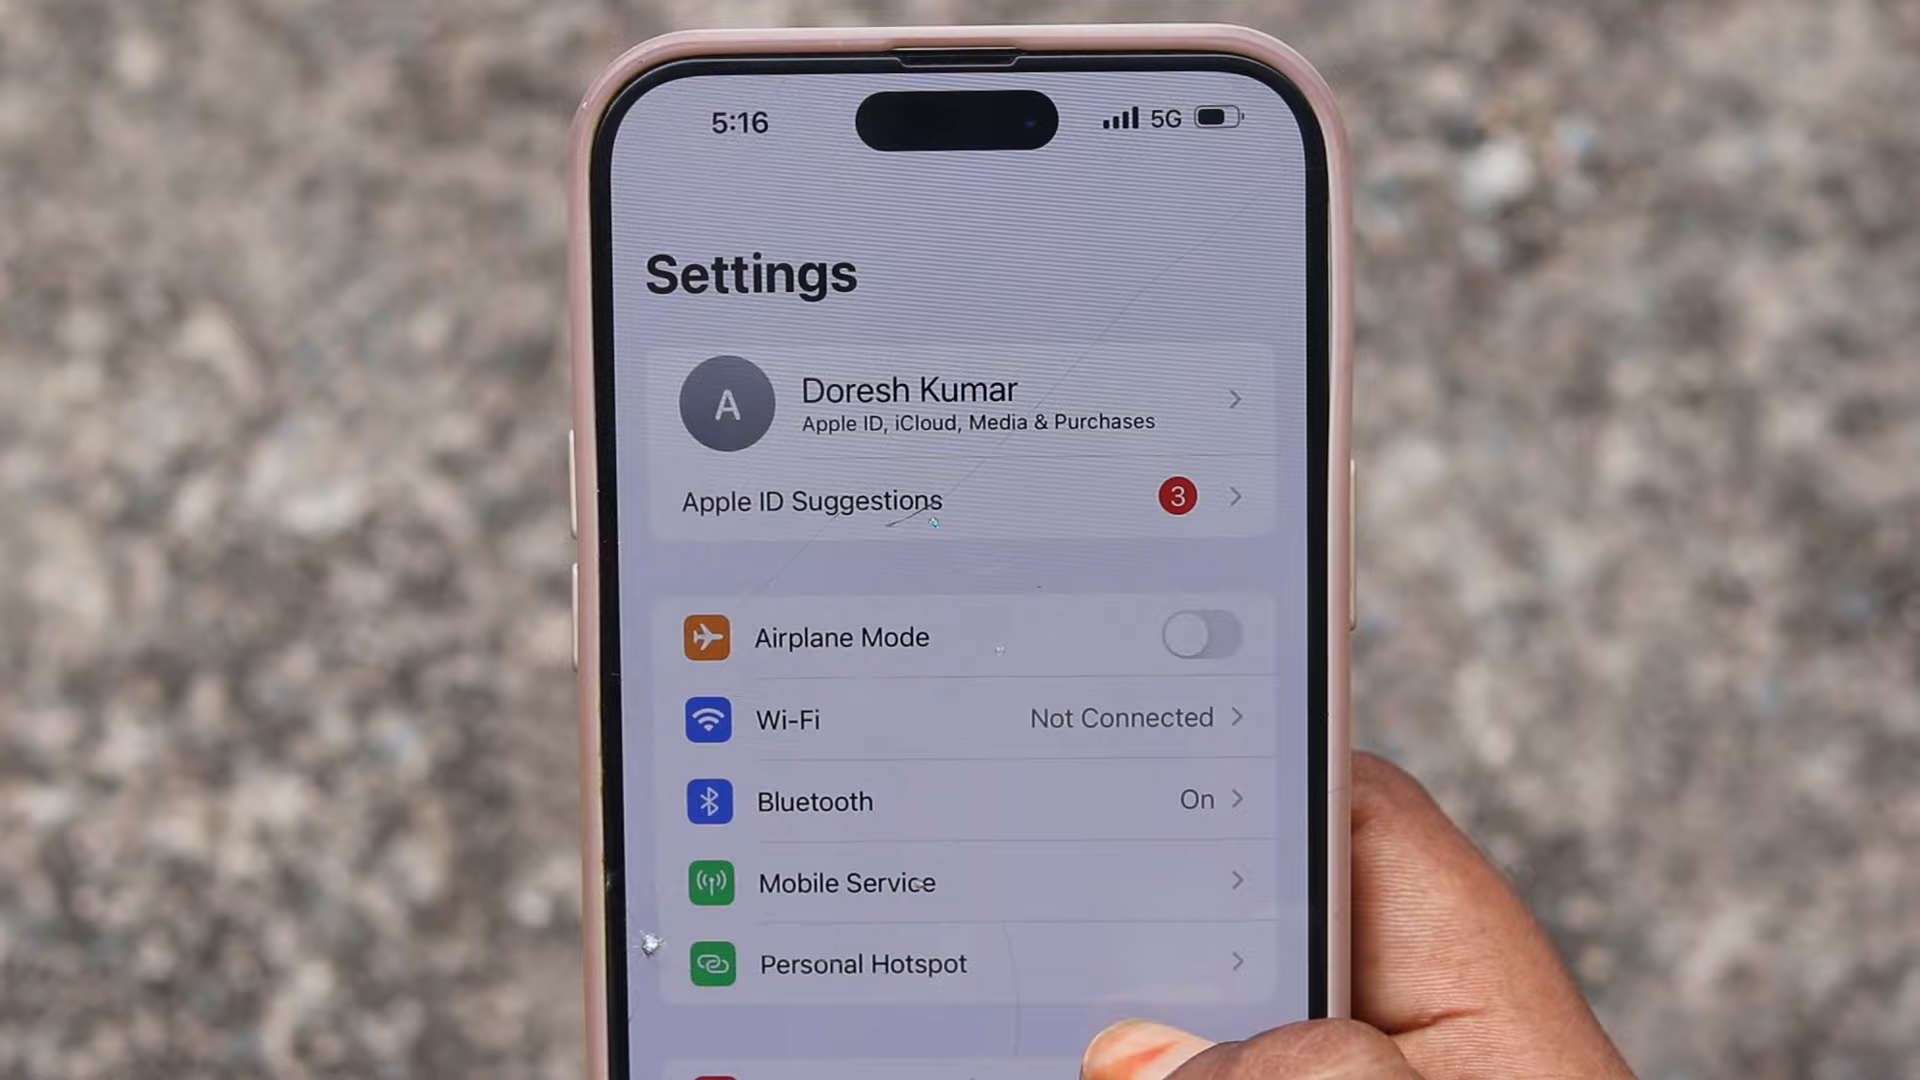 5:16 5G
Settings
A
Doresh Kumar
Apple ID, iCloud, Media & Purchases
Apple ID Suggestions 3
Airplane Mode
Wi-Fi Not Connected
Bluetooth On
Mobile Service
Personal Hotspot